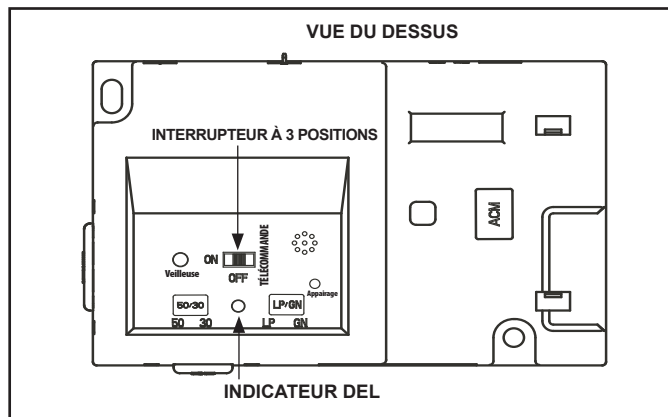 VUE DU DESSUS
INTERRUPTEUR À 3 POSITIONS
Veilleuse
ON
OFF
TÉLÉCOMMANDE
Appairage
50/30
50 30
LP/GN
LP GN
ACM
INDICATEUR DEL